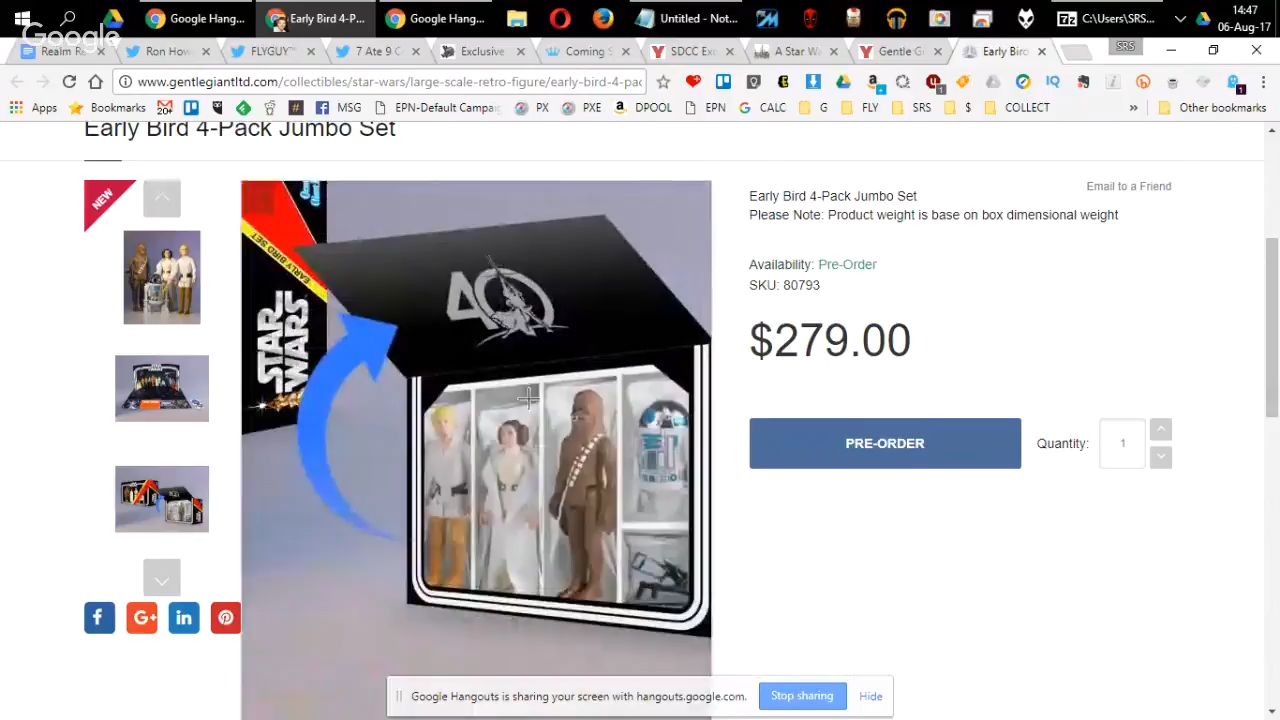 Google Hang...
Early Bird 4-P...
Google Hang...
Untitled - Not...
C:\Users\SRS...
14:47
06-Aug-17
Google
Realm R
Ron How
FLYGUY™
7 Ate 9 C
Exclusive
Coming S
SDCC Ex
A Star W
Gentle G
Early Birc
SRS
www.gentlegiantltd.com/collectibles/star-wars/large-scale-retro-figure/early-bird-4-pac
Apps
Bookmarks
20+
MSG
EPN-Default Campai
PX
PXE
DPOOL
EPN
CALC
G
FLY
SRS
$
COLLECT
»
Other bookmarks
Early Bird 4-Pack Jumbo Set
NEW
EARLY BIRD SET
STAR WARS
40
Email to a Friend
Early Bird 4-Pack Jumbo Set
Please Note: Product weight is base on box dimensional weight
Availability: Pre-Order
SKU: 80793
$279.00
PRE-ORDER
Quantity:
1
Google Hangouts is sharing your screen with hangouts.google.com.
Stop sharing
Hide